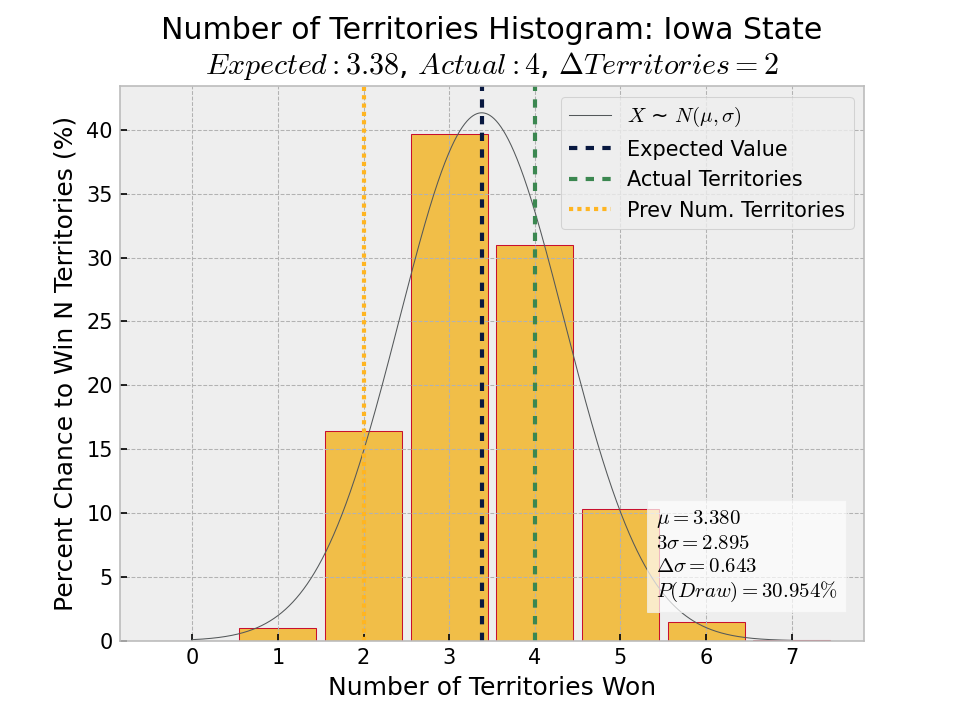 Number of Territories Histogram: Iowa State
Expected : 3.38, Actual : 4, ΔTerritories = 2
Percent Chance to Win N Territories (%)
40
35
30
25
20
15
10
5
0
X ∼ N(μ, σ)
Expected Value
Actual Territories
Prev Num. Territories
μ = 3.380
3σ = 2.895
Δσ = 0.643
P(Draw) = 30.954%
0 1 2 3 4 5 6 7
Number of Territories Won